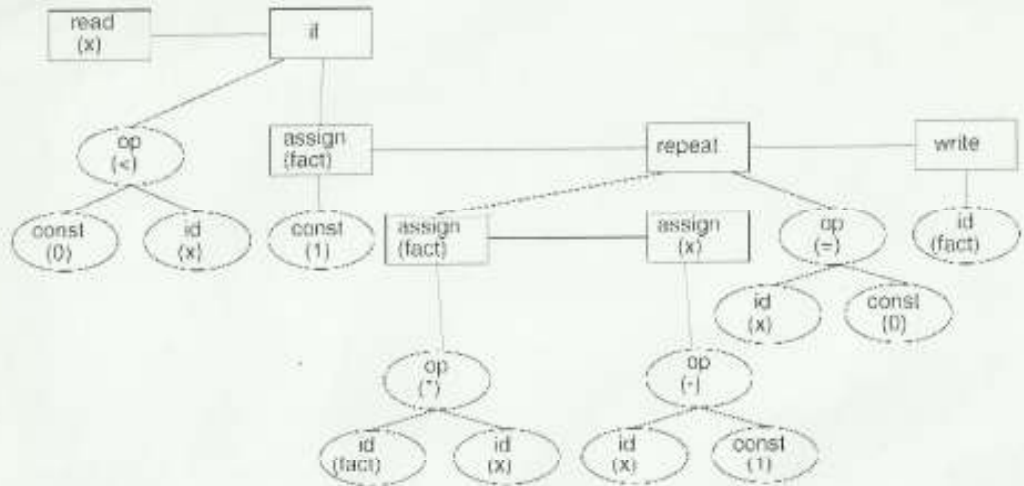 read
(x)
if
op
(<)
assign
(fact)
repeat
write
const
(0)
id
(x)
const
(1)
assign
(fact)
assign
(x)
op
(=)
id
(fact)
id
(x)
const
(0)
op
(*)
op
(-)
id
(fact)
id
(x)
id
(x)
const
(1)